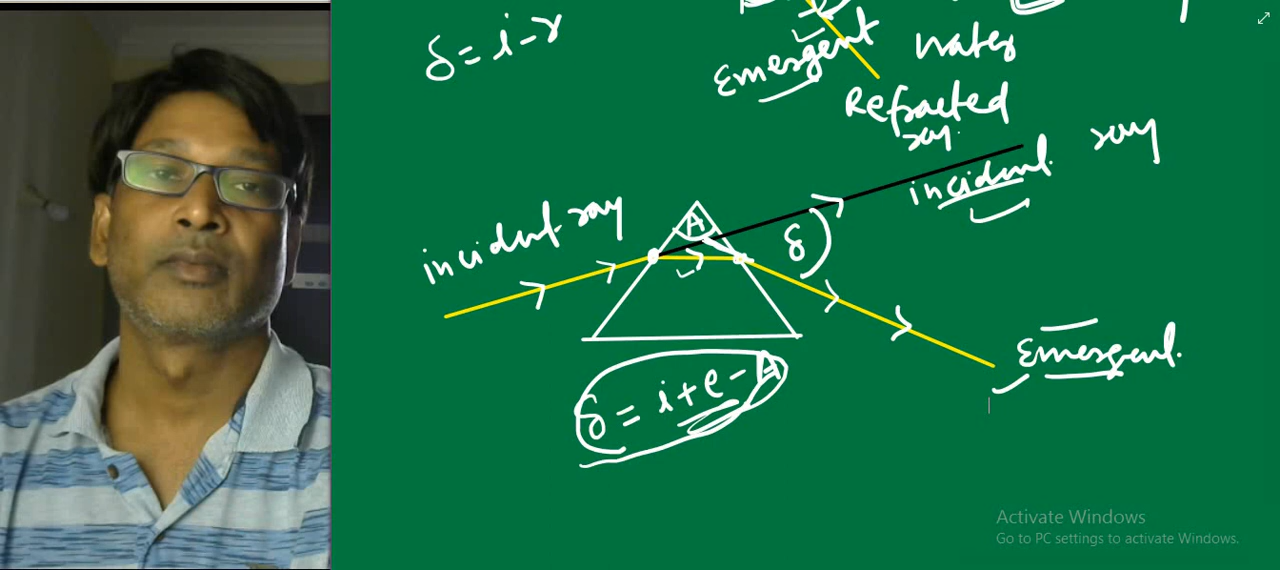 δ = i - r
Emergent
water
Refracted
ray.
ray
incident.
incident ray
A
δ
Emergent.
δ = i + e - A
Activate Windows
Go to PC settings to activate Windows.